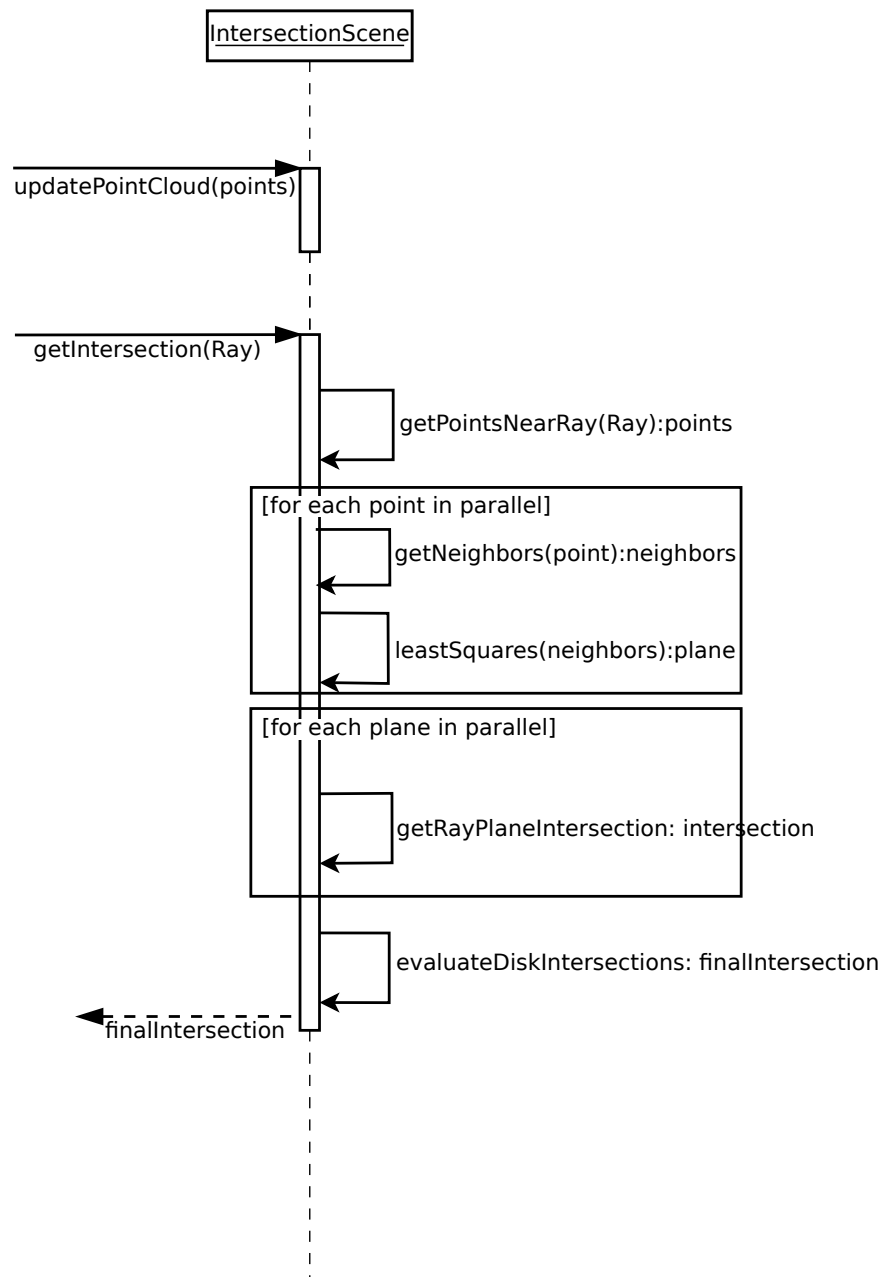 IntersectionScene
updatePointCloud(points)
getIntersection(Ray)
getPointsNearRay(Ray):points
[for each point in parallel]
getNeighbors(point):neighbors
leastSquares(neighbors):plane
[for each plane in parallel]
getRayPlaneIntersection: intersection
evaluateDiskIntersections: finalIntersection
finalIntersection